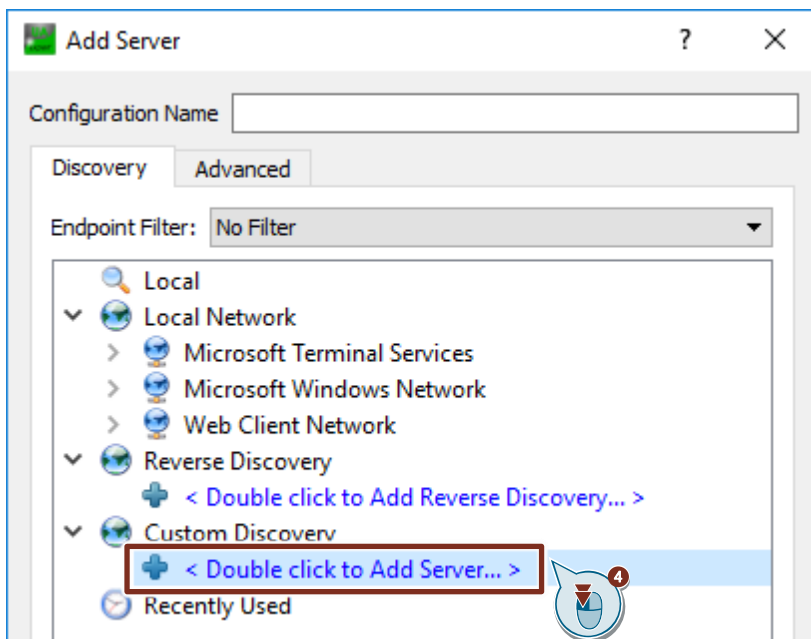 Add Server ?
Configuration Name
Discovery Advanced
Endpoint Filter: No Filter
Local
Local Network
Microsoft Terminal Services
Microsoft Windows Network
Web Client Network
Reverse Discovery
< Double click to Add Reverse Discovery... >
Custom Discovery
< Double click to Add Server... >
4
Recently Used